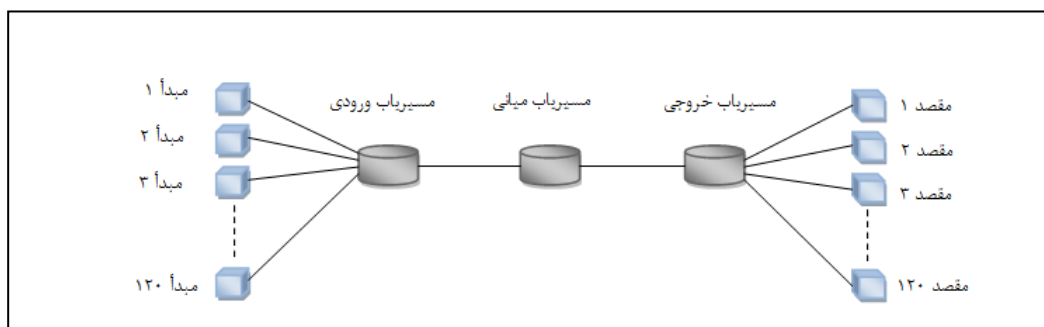 مبدأ ۱
مبدأ ۲
مبدأ ۳
مبدأ ۱۲۰
مسیریاب ورودی
مسیریاب میانی
مسیریاب خروجی
مقصد ۱
مقصد ۲
مقصد ۳
مقصد ۱۲۰